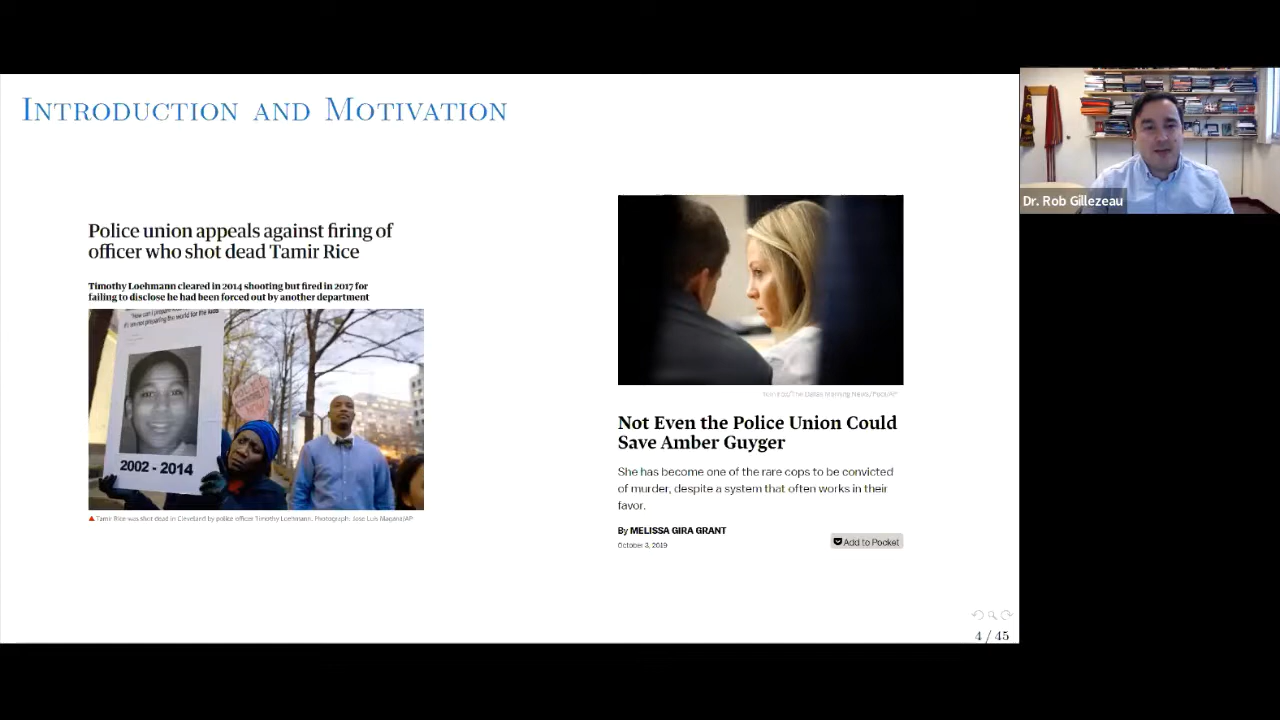 INTRODUCTION AND MOTIVATION
Dr. Rob Gillezeau
Police union appeals against firing of
officer who shot dead Tamir Rice
Timothy Loehmann cleared in 2014 shooting but fired in 2017 for
failing to disclose he had been forced out by another department
2002 - 2014
Tamir Rice was shot dead in Cleveland by police officer Timothy Loehmann. Photograph: Jose Luis Magana/AP
Not Even the Police Union Could
Save Amber Guyger
She has become one of the rare cops to be convicted
of murder, despite a system that often works in their
favor.
By MELISSA GIRA GRANT
October 3, 2019
Add to Pocket
4 / 45